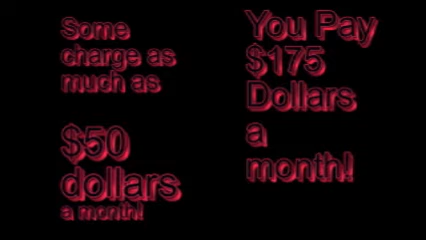 Some
charge as
much as
$50
dollars
a month!
You Pay
$175
Dollars
a
month!